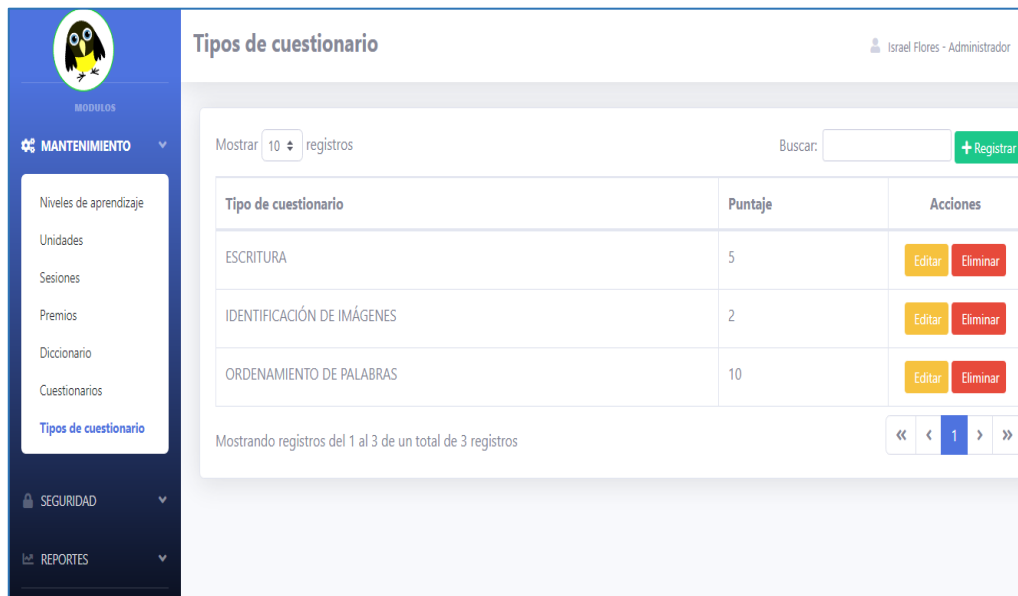 Tipos de cuestionario
Israel Flores - Administrador
MODULOS
MANTENIMIENTO
Niveles de aprendizaje
Unidades
Sesiones
Premios
Diccionario
Cuestionarios
Tipos de cuestionario
SEGURIDAD
REPORTES
Mostrar 10 registros
Buscar:
+ Registrar
Tipo de cuestionario Puntaje Acciones
ESCRITURA 5 Editar Eliminar
IDENTIFICACIÓN DE IMÁGENES 2 Editar Eliminar
ORDENAMIENTO DE PALABRAS 10 Editar Eliminar
Mostrando registros del 1 al 3 de un total de 3 registros
« ‹ 1 › »